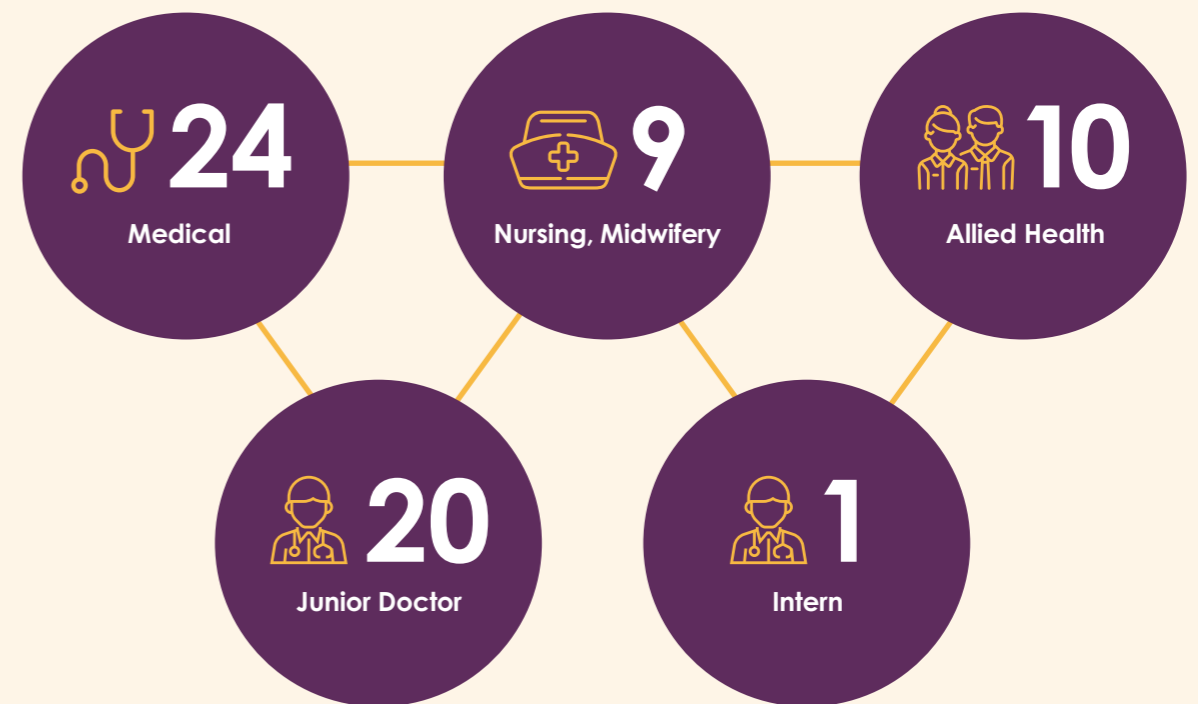 24
Medical
9
Nursing, Midwifery
10
Allied Health
20
Junior Doctor
1
Intern